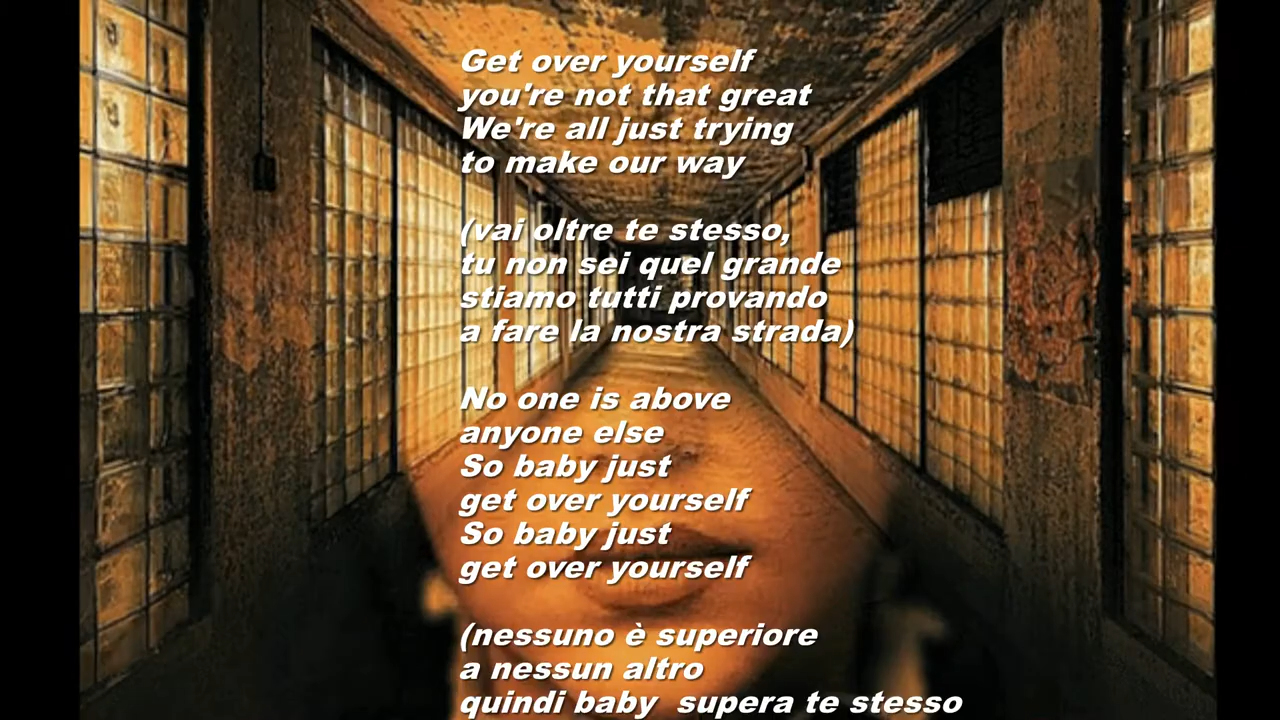 Get over yourself
you're not that great
We're all just trying
to make our way
(vai oltre te stesso,
tu non sei quel grande
stiamo tutti provando
a fare la nostra strada)
No one is above
anyone else
So baby just
get over yourself
So baby just
get over yourself
(nessuno è superiore
a nessun altro
quindi baby  supera te stesso